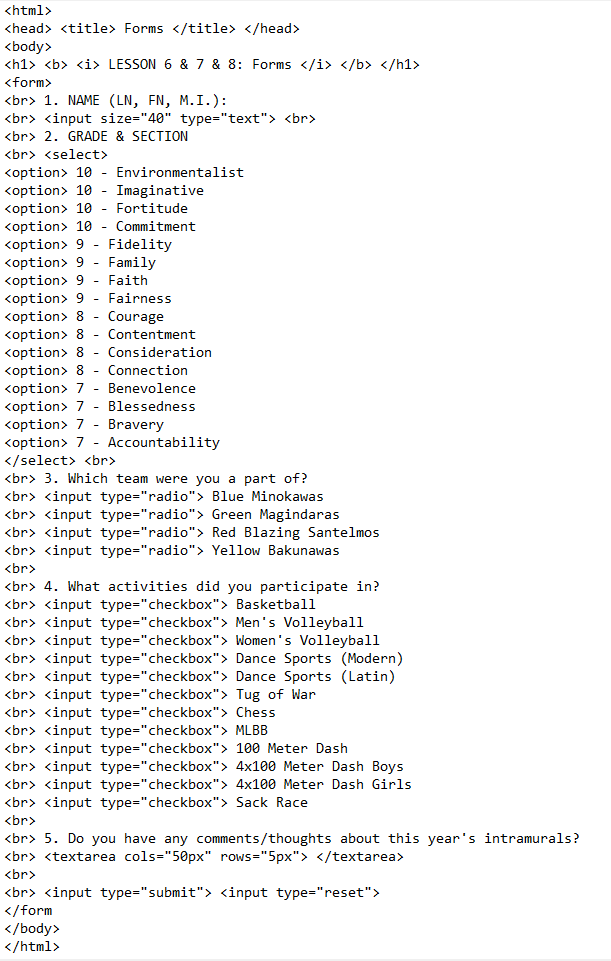 <html>
<head> <title> Forms </title> </head>
<body>
<h1> <b> <i> LESSON 6 & 7 & 8: Forms </i> </b> </h1>
<form>
<br> 1. NAME (LN, FN, M.I.):
<br> <input size="40" type="text"> <br>
<br> 2. GRADE & SECTION
<br> <select>
<option> 10 - Environmentalist
<option> 10 - Imaginative
<option> 10 - Fortitude
<option> 10 - Commitment
<option> 9 - Fidelity
<option> 9 - Family
<option> 9 - Faith
<option> 9 - Fairness
<option> 8 - Courage
<option> 8 - Contentment
<option> 8 - Consideration
<option> 8 - Connection
<option> 7 - Benevolence
<option> 7 - Blessedness
<option> 7 - Bravery
<option> 7 - Accountability
</select> <br>
<br> 3. Which team were you a part of?
<br> <input type="radio"> Blue Minokawas
<br> <input type="radio"> Green Magindaras
<br> <input type="radio"> Red Blazing Santelmos
<br> <input type="radio"> Yellow Bakunawas
<br>
<br> 4. What activities did you participate in?
<br> <input type="checkbox"> Basketball
<br> <input type="checkbox"> Men's Volleyball
<br> <input type="checkbox"> Women's Volleyball
<br> <input type="checkbox"> Dance Sports (Modern)
<br> <input type="checkbox"> Dance Sports (Latin)
<br> <input type="checkbox"> Tug of War
<br> <input type="checkbox"> Chess
<br> <input type="checkbox"> MLBB
<br> <input type="checkbox"> 100 Meter Dash
<br> <input type="checkbox"> 4x100 Meter Dash Boys
<br> <input type="checkbox"> 4x100 Meter Dash Girls
<br> <input type="checkbox"> Sack Race
<br>
<br> 5. Do you have any comments/thoughts about this year's intramurals?
<br> <textarea cols="50px" rows="5px"> </textarea>
<br>
<br> <input type="submit"> <input type="reset">
</form
</body>
</html>